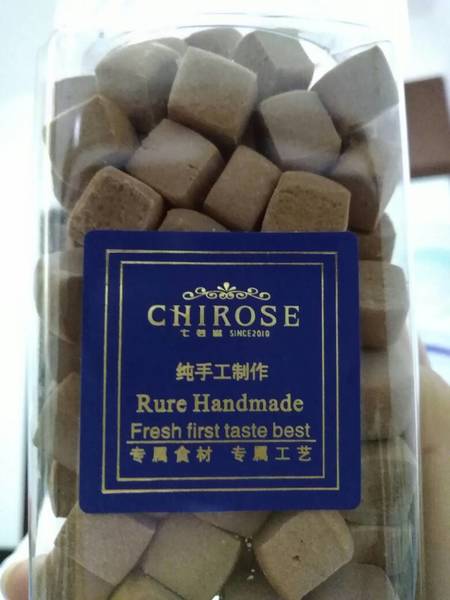 CHIROSE
SINCE2010
纯手工制作
Rure Handmade
Fresh first taste best
专属食材 专属工艺